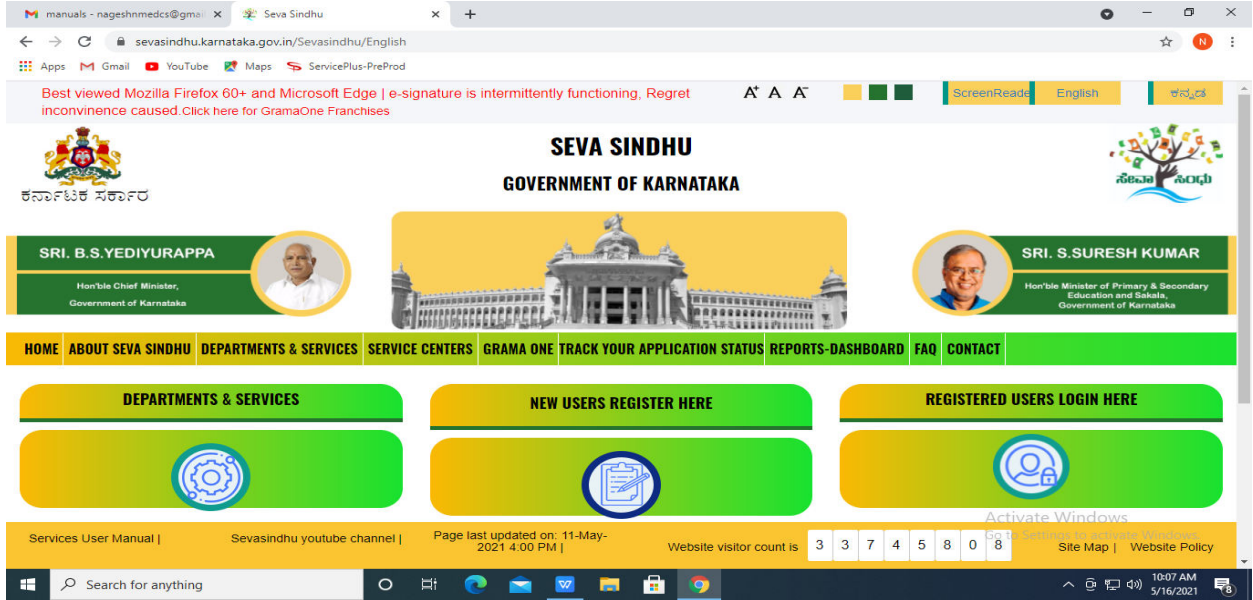 manuals - nageshnmedcs@gmai
Seva Sindhu
sevasindhu.karnataka.gov.in/Sevasindhu/English
N
Apps Gmail YouTube Maps ServicePlus-PreProd
Best viewed Mozilla Firefox 60+ and Microsoft Edge | e-signature is intermittently functioning, Regret
inconvinence caused.Click here for GramaOne Franchises
A+ A A-
ScreenReade English ಕನ್ನಡ
ಕರ್ನಾಟಕ ಸರ್ಕಾರ
SEVA SINDHU
GOVERNMENT OF KARNATAKA
ಸೇವಾ ಸಿಂಧು
SRI. B.S.YEDIYURAPPA
Hon'ble Chief Minister,
Government of Karnataka
SRI. S.SURESH KUMAR
Hon'ble Minister of Primary & Secondary
Education and Sakala,
Government of Karnataka
HOME ABOUT SEVA SINDHU DEPARTMENTS & SERVICES SERVICE CENTERS GRAMA ONE TRACK YOUR APPLICATION STATUS REPORTS-DASHBOARD FAQ CONTACT
DEPARTMENTS & SERVICES
NEW USERS REGISTER HERE
REGISTERED USERS LOGIN HERE
Activate Windows
Go to Settings to activate Windows.
Services User Manual |
Sevasindhu youtube channel |
Page last updated on: 11-May-
2021 4:00 PM |
Website visitor count is 3 3 7 4 5 8 0 8
Site Map | Website Policy
Search for anything
10:07 AM
5/16/2021
8